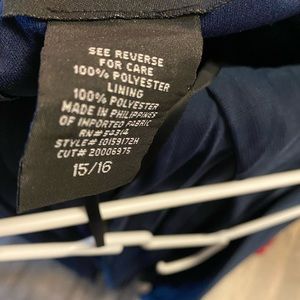 SEE REVERSE
FOR CARE
100% POLYESTER
LINING
100% POLYESTER
MADE IN PHILIPPINES
OF IMPORTED FABRIC
RN# 54314
STYLE# 10159172H
CUT# 20006975
15/16